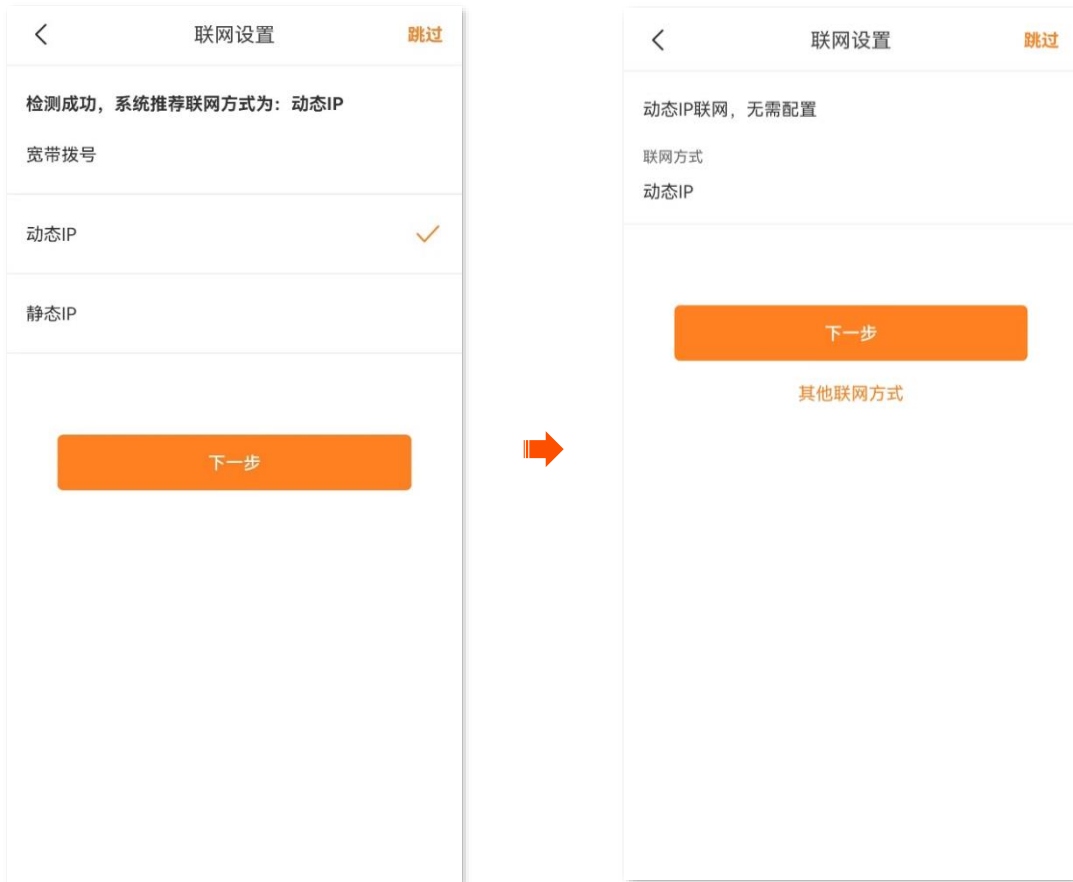 联网设置
跳过
检测成功，系统推荐联网方式为：动态IP
宽带拨号
动态IP
静态IP
下一步
联网设置
跳过
动态IP联网，无需配置
联网方式
动态IP
下一步
其他联网方式